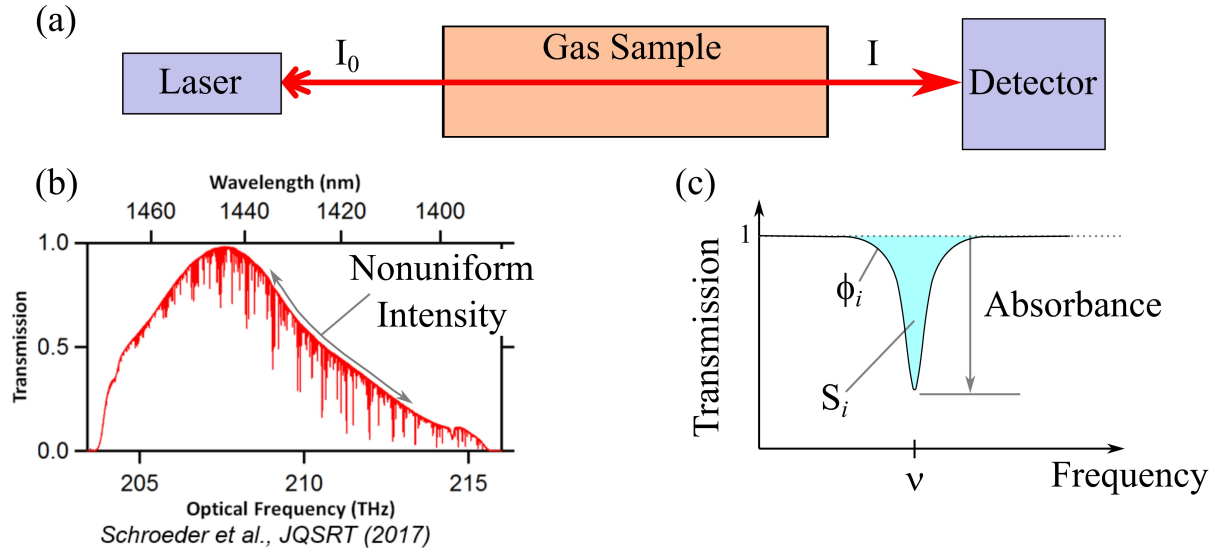 (a)
Laser
I₀
Gas Sample
I
Detector
(b)
Wavelength (nm)
1460 1440 1420 1400
Transmission
1.0
0.5
0.0
Nonuniform
Intensity
205 210 215
Optical Frequency (THz)
Schroeder et al., JQSRT (2017)
(c)
Transmission
1
ϕᵢ
Sᵢ
Absorbance
ν
Frequency